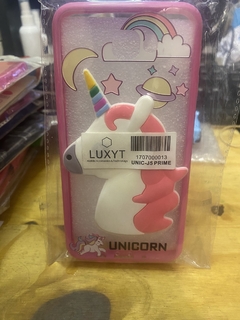 LUXYT
1707000013
UNIC-J5 PRIME
UNICORN